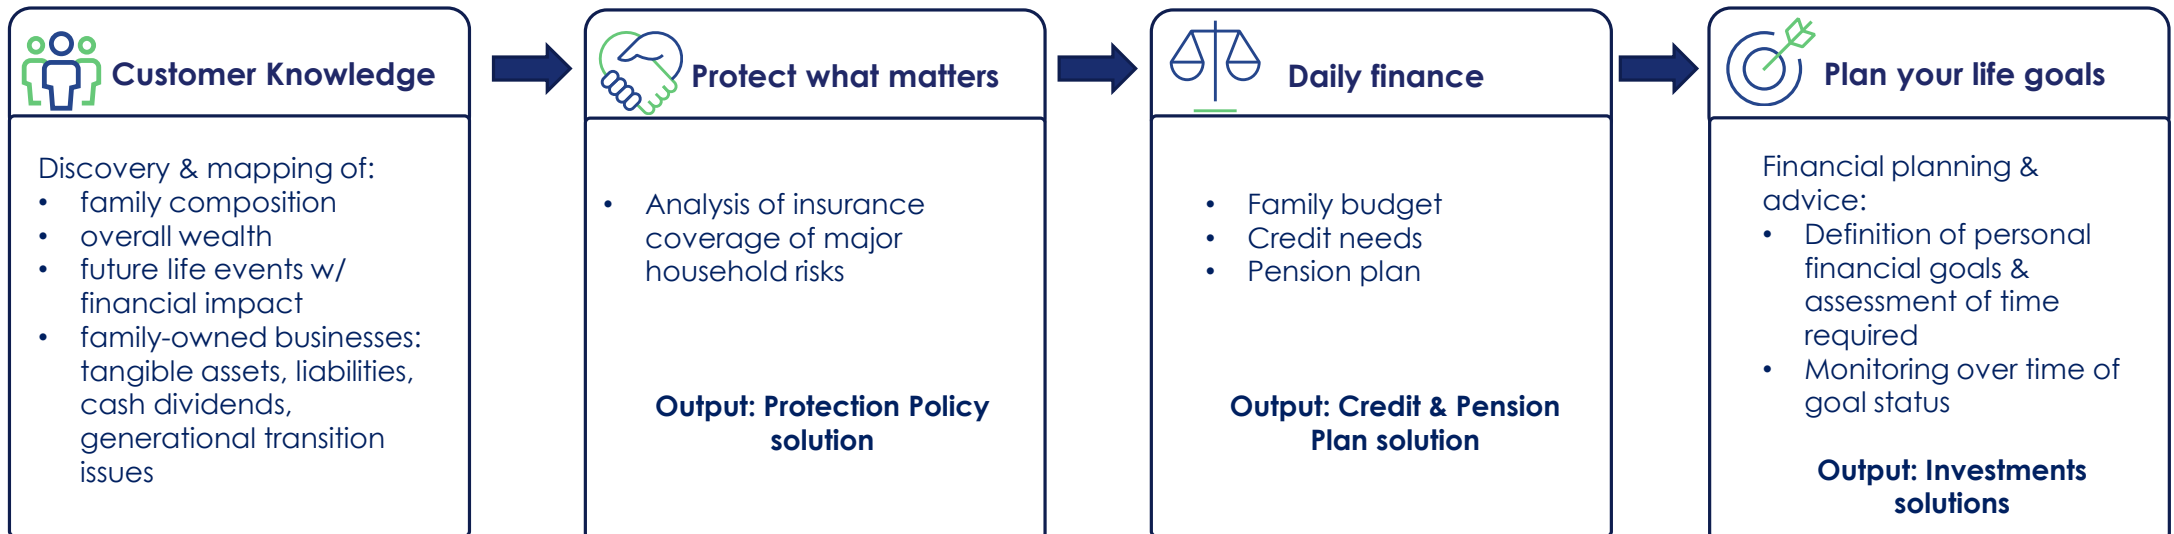 Customer Knowledge
Discovery & mapping of:
• family composition
• overall wealth
• future life events w/
financial impact
• family-owned businesses:
tangible assets, liabilities,
cash dividends,
generational transition
issues
Protect what matters
• Analysis of insurance
coverage of major
household risks
Output: Protection Policy
solution
Daily finance
• Family budget
• Credit needs
• Pension plan
Output: Credit & Pension
Plan solution
Plan your life goals
Financial planning &
advice:
• Definition of personal
financial goals &
assessment of time
required
• Monitoring over time of
goal status
Output: Investments
solutions